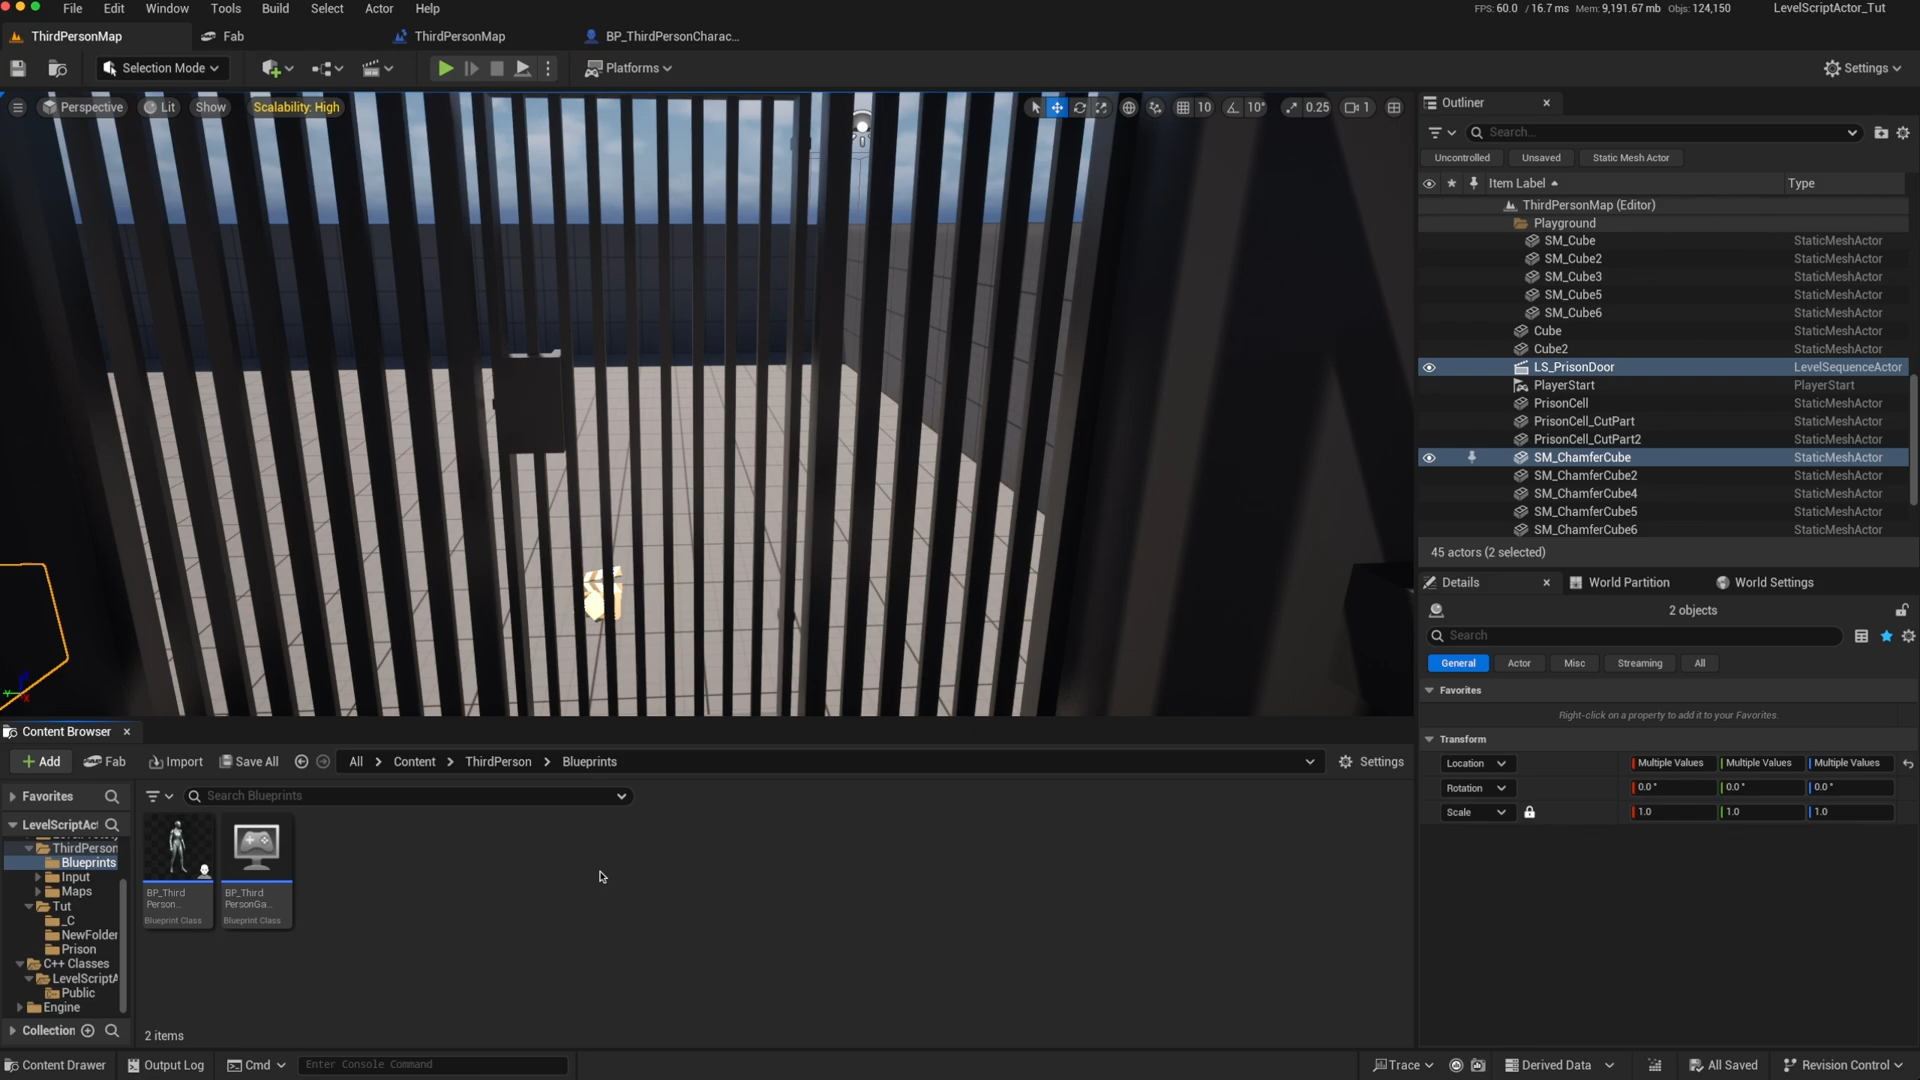 File Edit Window Tools Build Select Actor Help
FPS: 60.0 / 16.7 ms Mem: 9,191.67 mb Objs: 124,150 LevelScriptActor_Tut
ThirdPersonMap Fab ThirdPersonMap BP_ThirdPersonCharac...
Selection Mode Platforms Settings
Perspective Lit Show Scalability: High 10 10° 0.25 1
Outliner
Search...
Uncontrolled Unsaved Static Mesh Actor
Item Label Type
ThirdPersonMap (Editor)
Playground
SM_Cube StaticMeshActor
SM_Cube2 StaticMeshActor
SM_Cube3 StaticMeshActor
SM_Cube5 StaticMeshActor
SM_Cube6 StaticMeshActor
Cube StaticMeshActor
Cube2 StaticMeshActor
LS_PrisonDoor LevelSequenceActor
PlayerStart PlayerStart
PrisonCell StaticMeshActor
PrisonCell_CutPart StaticMeshActor
PrisonCell_CutPart2 StaticMeshActor
SM_ChamferCube StaticMeshActor
SM_ChamferCube2 StaticMeshActor
SM_ChamferCube4 StaticMeshActor
SM_ChamferCube5 StaticMeshActor
SM_ChamferCube6 StaticMeshActor
45 actors (2 selected)
Details World Partition World Settings
2 objects
Search
General Actor Misc Streaming All
Favorites
Right-click on a property to add it to your Favorites.
Transform
Location Multiple Values Multiple Values Multiple Values
Rotation 0.0 ° 0.0 ° 0.0 °
Scale 1.0 1.0 1.0
Content Browser
Add Fab Import Save All All Content ThirdPerson Blueprints Settings
Favorites
Search Blueprints
LevelScriptAc
ThirdPerson
Blueprints
Input
Maps
Tut
_C
NewFolder
Prison
C++ Classes
LevelScriptA
Public
Engine
Collection
BP_Third
Person...
Blueprint Class
BP_Third
PersonGa...
Blueprint Class
2 items
Content Drawer Output Log Cmd Enter Console Command Trace Derived Data All Saved Revision Control